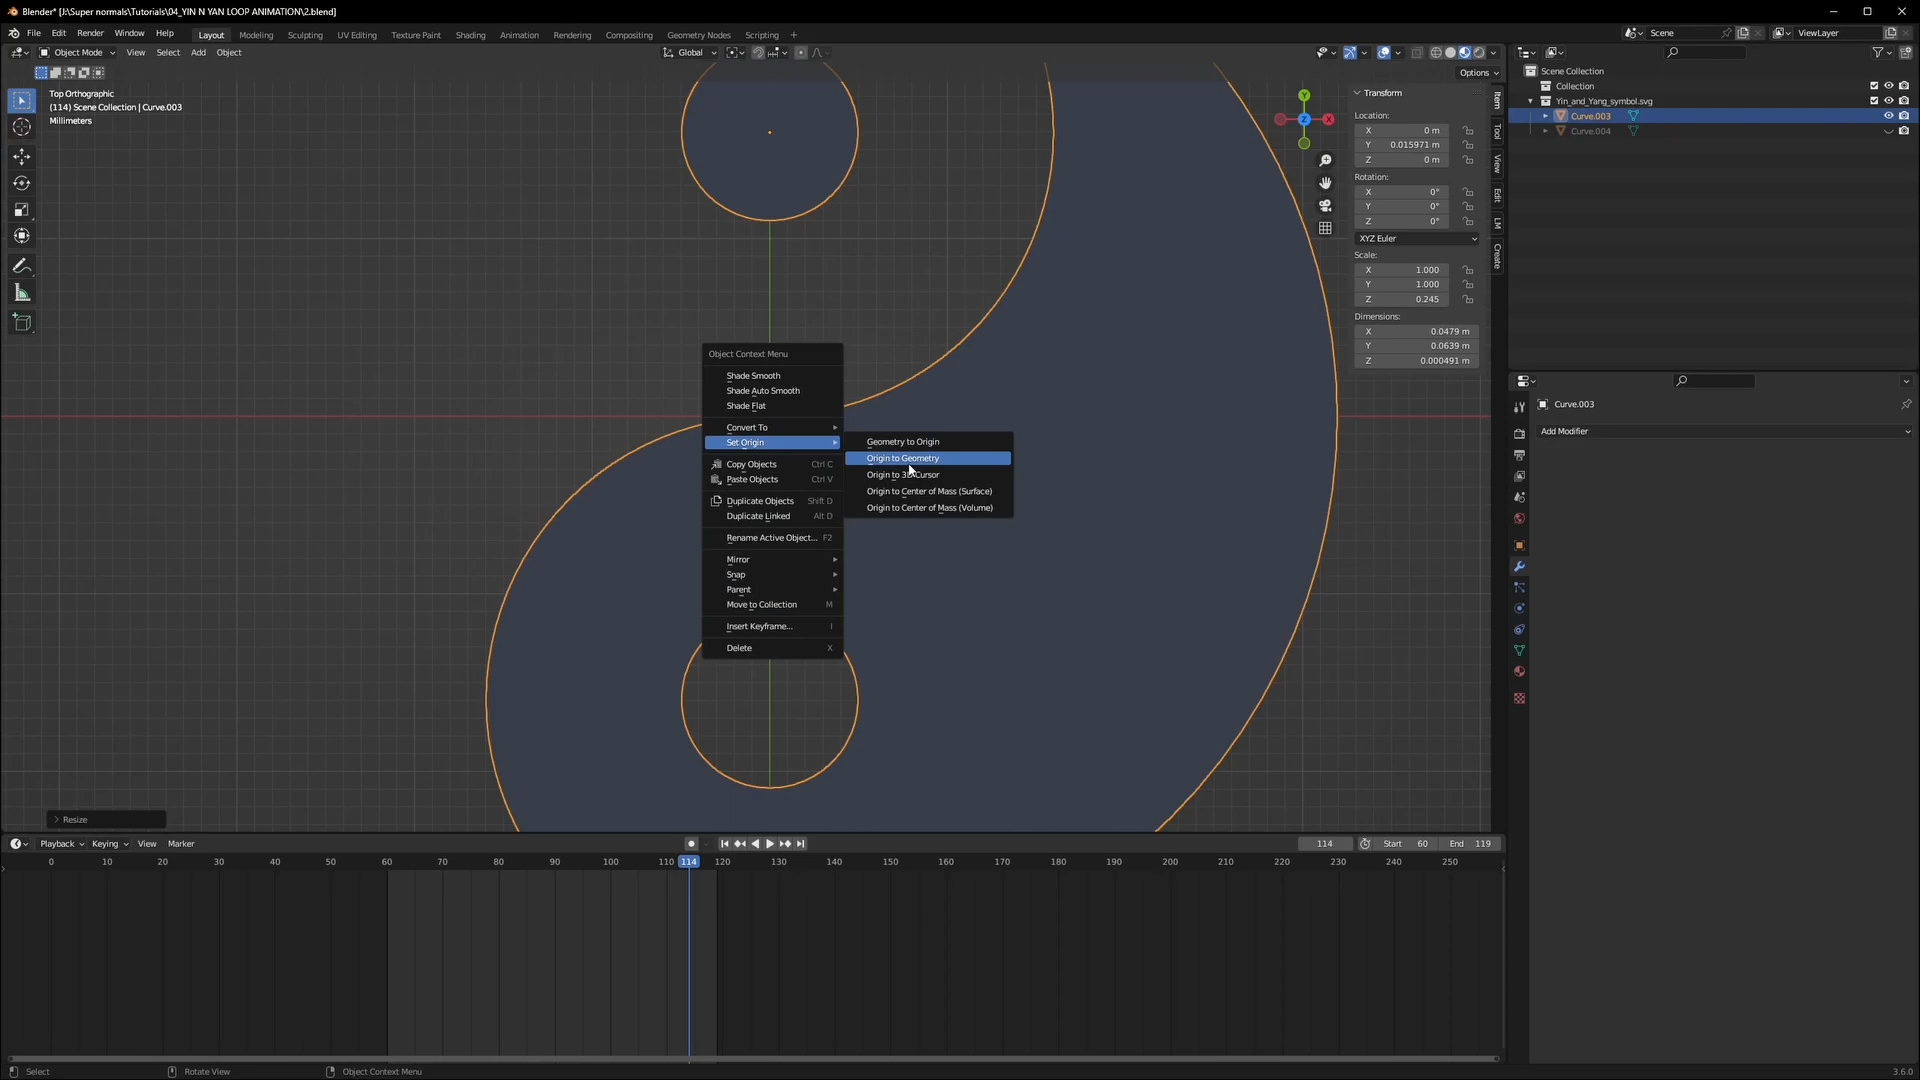 Blender* [J:\Super normals\Tutorials\04_YIN N YAN LOOP ANIMATION\2.blend]
File Edit Render Window Help Layout Modeling Sculpting UV Editing Texture Paint Shading Animation Rendering Compositing Geometry Nodes Scripting + Scene ViewLayer
Object Mode View Select Add Object Global
Options
Top Orthographic
(114) Scene Collection | Curve.003
Millimeters
Y
X
Z
Transform
Location:
X 0 m
Y 0.015971 m
Z 0 m
Rotation:
X 0°
Y 0°
Z 0°
XYZ Euler
Scale:
X 1.000
Y 1.000
Z 0.245
Dimensions:
X 0.0479 m
Y 0.0639 m
Z 0.000491 m
Item
Tool
View
Edit
LM
Create
Scene Collection
Collection
Yin_and_Yang_symbol.svg
Curve.003
Curve.004
Curve.003
Add Modifier
Object Context Menu
Shade Smooth
Shade Auto Smooth
Shade Flat
Convert To
Set Origin
Copy Objects Ctrl C
Paste Objects Ctrl V
Duplicate Objects Shift D
Duplicate Linked Alt D
Rename Active Object... F2
Mirror
Snap
Parent
Move to Collection M
Insert Keyframe... I
Delete X
Geometry to Origin
Origin to Geometry
Origin to 3D Cursor
Origin to Center of Mass (Surface)
Origin to Center of Mass (Volume)
Resize
Playback Keying View Marker 114 Start 60 End 119
0 10 20 30 40 50 60 70 80 90 100 110 114 120 130 140 150 160 170 180 190 200 210 220 230 240 250
Select Rotate View Object Context Menu 3.6.0